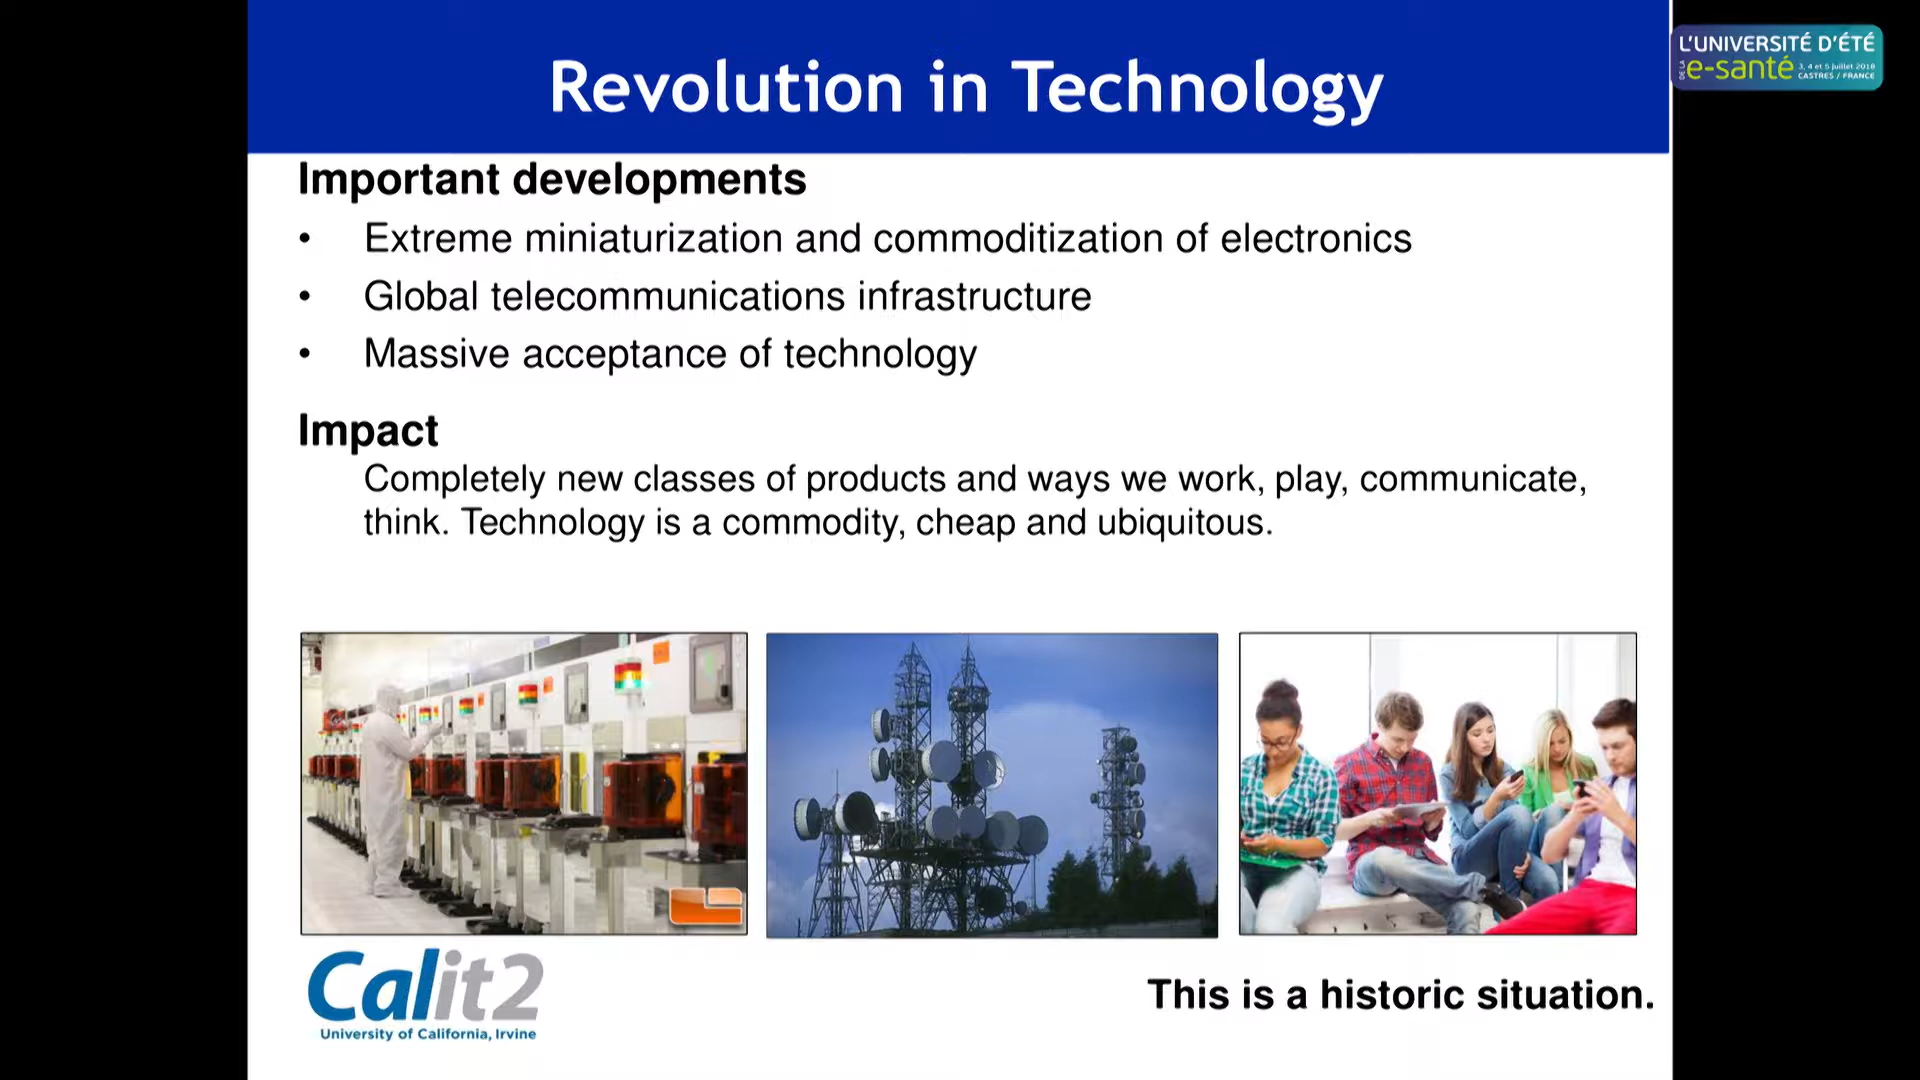 Revolution in Technology
L'UNIVERSITÉ D'ÉTÉ
DE LA e-santé 3, 4 et 5 juillet 2018
CASTRES / FRANCE
Important developments
• Extreme miniaturization and commoditization of electronics
• Global telecommunications infrastructure
• Massive acceptance of technology
Impact
Completely new classes of products and ways we work, play, communicate,
think. Technology is a commodity, cheap and ubiquitous.
Calit2
University of California, Irvine
This is a historic situation.